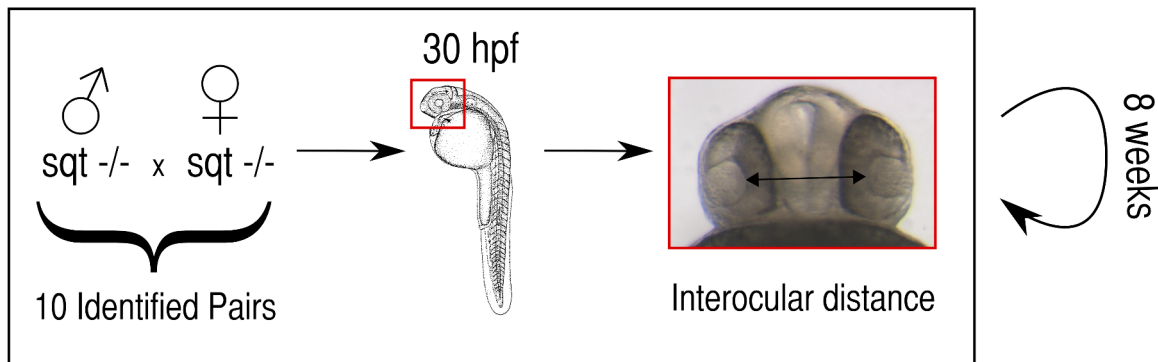 30 hpf
♂ ♀
sqt -/- x sqt -/-
10 Identified Pairs
Interocular distance
8 weeks